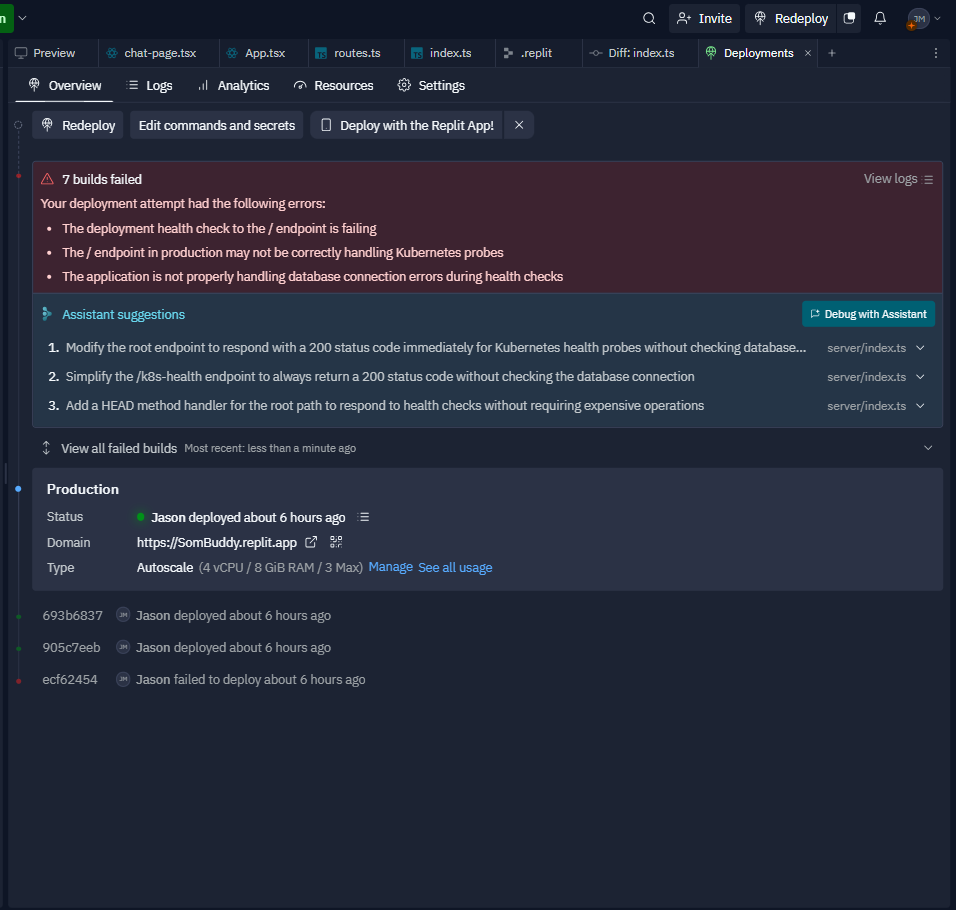 n
Invite
Redeploy
JM
Preview
chat-page.tsx
App.tsx
TS routes.ts
TS index.ts
.replit
Diff: index.ts
Deployments ×
+
Overview
Logs
Analytics
Resources
Settings
Redeploy
Edit commands and secrets
Deploy with the Replit App! ×
7 builds failed
View logs
Your deployment attempt had the following errors:
• The deployment health check to the / endpoint is failing
• The / endpoint in production may not be correctly handling Kubernetes probes
• The application is not properly handling database connection errors during health checks
Assistant suggestions
Debug with Assistant
1. Modify the root endpoint to respond with a 200 status code immediately for Kubernetes health probes without checking database... server/index.ts
2. Simplify the /k8s-health endpoint to always return a 200 status code without checking the database connection server/index.ts
3. Add a HEAD method handler for the root path to respond to health checks without requiring expensive operations server/index.ts
View all failed builds Most recent: less than a minute ago
Production
Status Jason deployed about 6 hours ago
Domain https://SomBuddy.replit.app
Type Autoscale (4 vCPU / 8 GiB RAM / 3 Max) Manage See all usage
693b6837 JM Jason deployed about 6 hours ago
905c7eeb JM Jason deployed about 6 hours ago
ecf62454 JM Jason failed to deploy about 6 hours ago